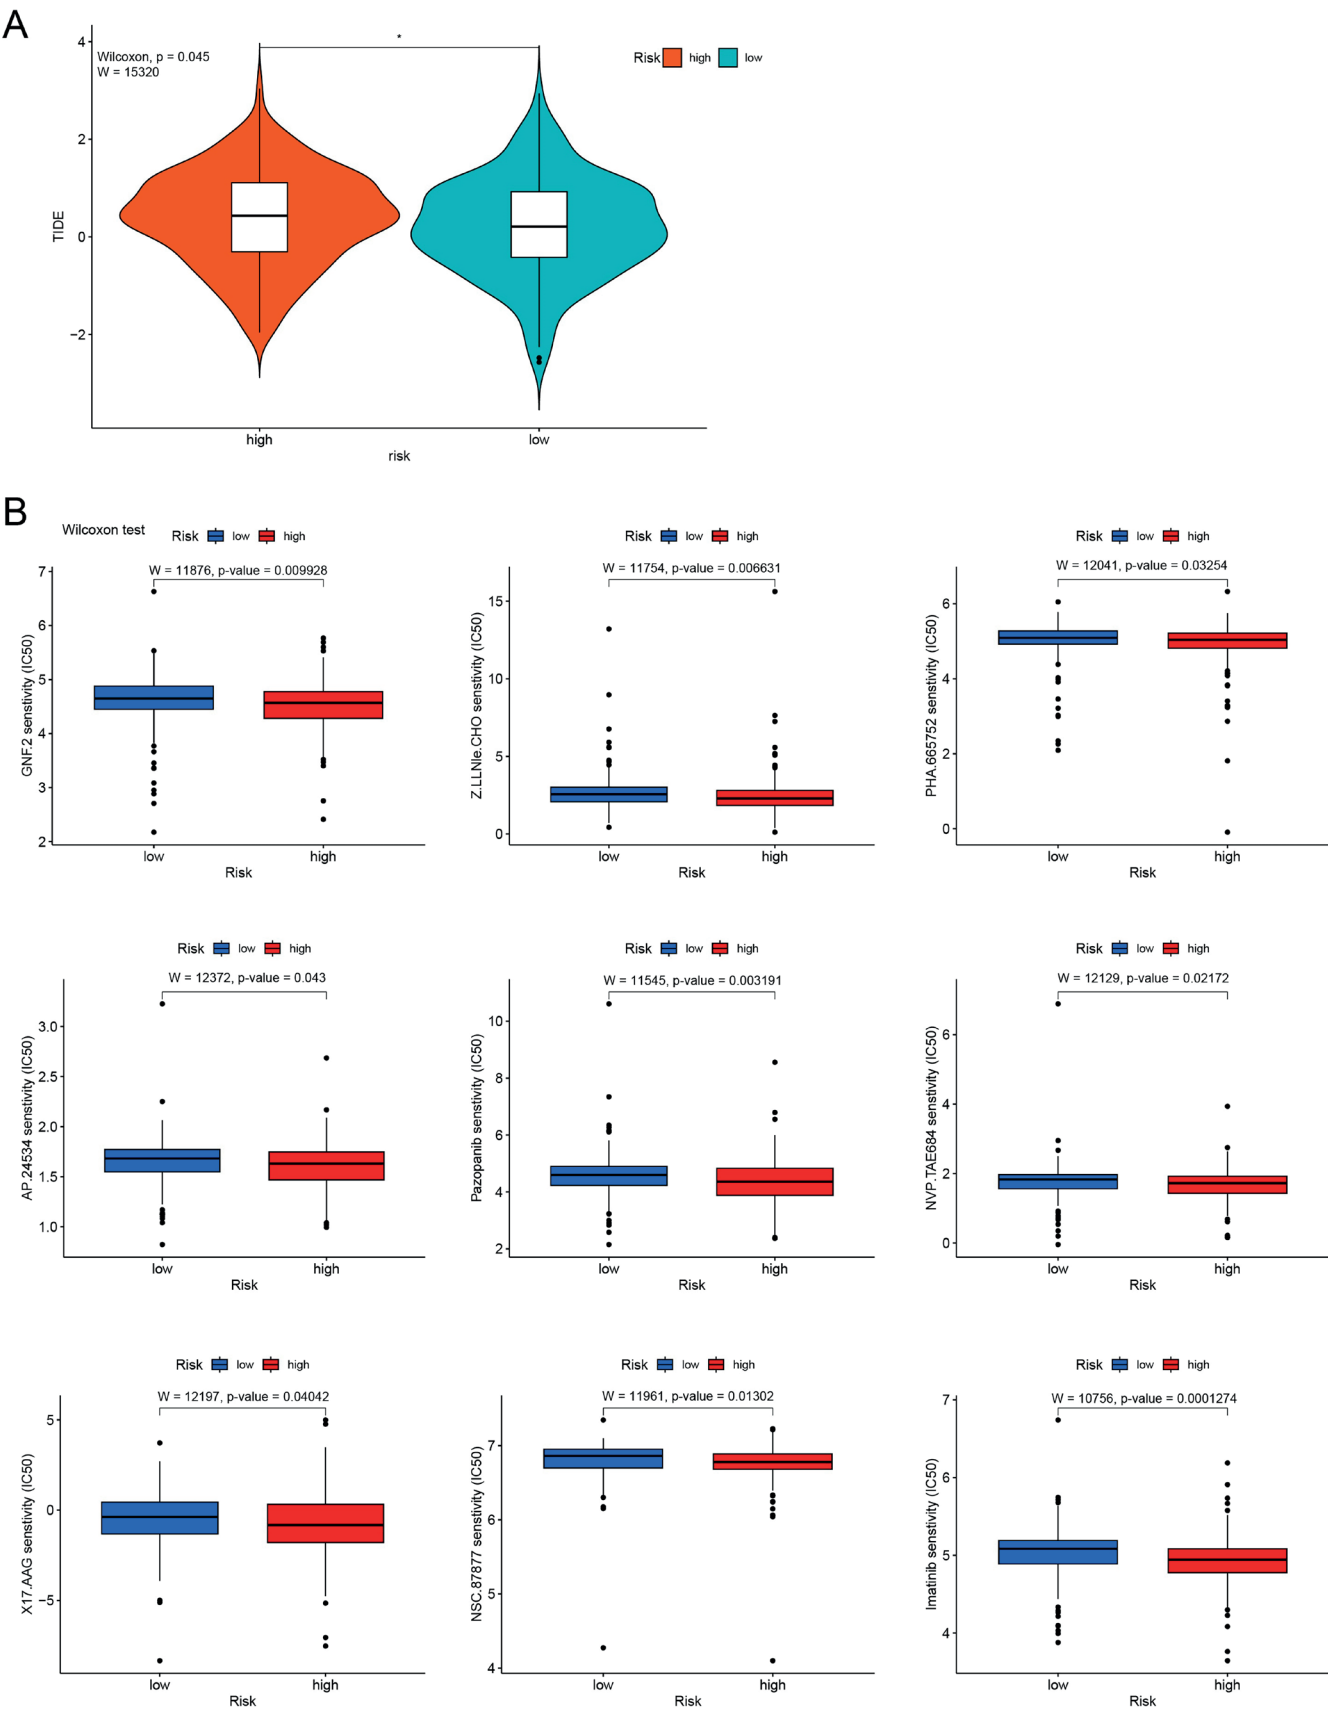 A
Wilcoxon, p = 0.045
W = 15320
*
Risk high low
TIDE
4
2
0
−2
high low
risk
B
Wilcoxon test
Risk low high
W = 11876, p-value = 0.009928
GNF.2 senstivity (IC50)
7
6
5
4
3
2
low high
Risk
Risk low high
W = 11754, p-value = 0.006631
Z.LLNle.CHO senstivity (IC50)
15
10
5
0
low high
Risk
Risk low high
W = 12041, p-value = 0.03254
PHA.665752 senstivity (IC50)
6
4
2
0
low high
Risk
Risk low high
W = 12372, p-value = 0.043
AP.24534 senstivity (IC50)
3.0
2.5
2.0
1.5
1.0
low high
Risk
Risk low high
W = 11545, p-value = 0.003191
Pazopanib senstivity (IC50)
10
8
6
4
2
low high
Risk
Risk low high
W = 12129, p-value = 0.02172
NVP.TAE684 senstivity (IC50)
6
4
2
0
low high
Risk
Risk low high
W = 12197, p-value = 0.04042
X17.AAG senstivity (IC50)
5
0
−5
low high
Risk
Risk low high
W = 11961, p-value = 0.01302
NSC.87877 senstivity (IC50)
7
6
5
4
low high
Risk
Risk low high
W = 10756, p-value = 0.0001274
Imatinib senstivity (IC50)
7
6
5
4
low high
Risk